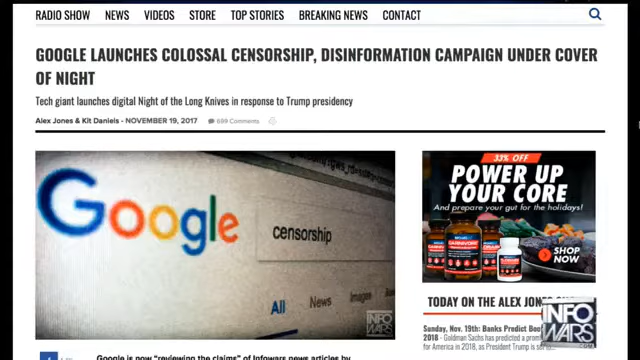 RADIO SHOW NEWS VIDEOS STORE TOP STORIES BREAKING NEWS CONTACT
GOOGLE LAUNCHES COLOSSAL CENSORSHIP, DISINFORMATION CAMPAIGN UNDER COVER
OF NIGHT
Tech giant launches digital Night of the Long Knives in response to Trump presidency
Alex Jones & Kit Daniels - NOVEMBER 19, 2017 699 Comments
Google
censorship
All News Images
INFO
WARS
33% OFF
POWER UP
YOUR CORE
And prepare your gut for the holidays!
SHOP
NOW
TODAY ON THE ALEX JONES
Sunday, Nov. 19th: Banks Predict
2018 - Goldman Sachs has predicted a
for America in 2018, as President Trump is
INFO
WARS
Google is now "reviewing the claims" of Infowars news articles by